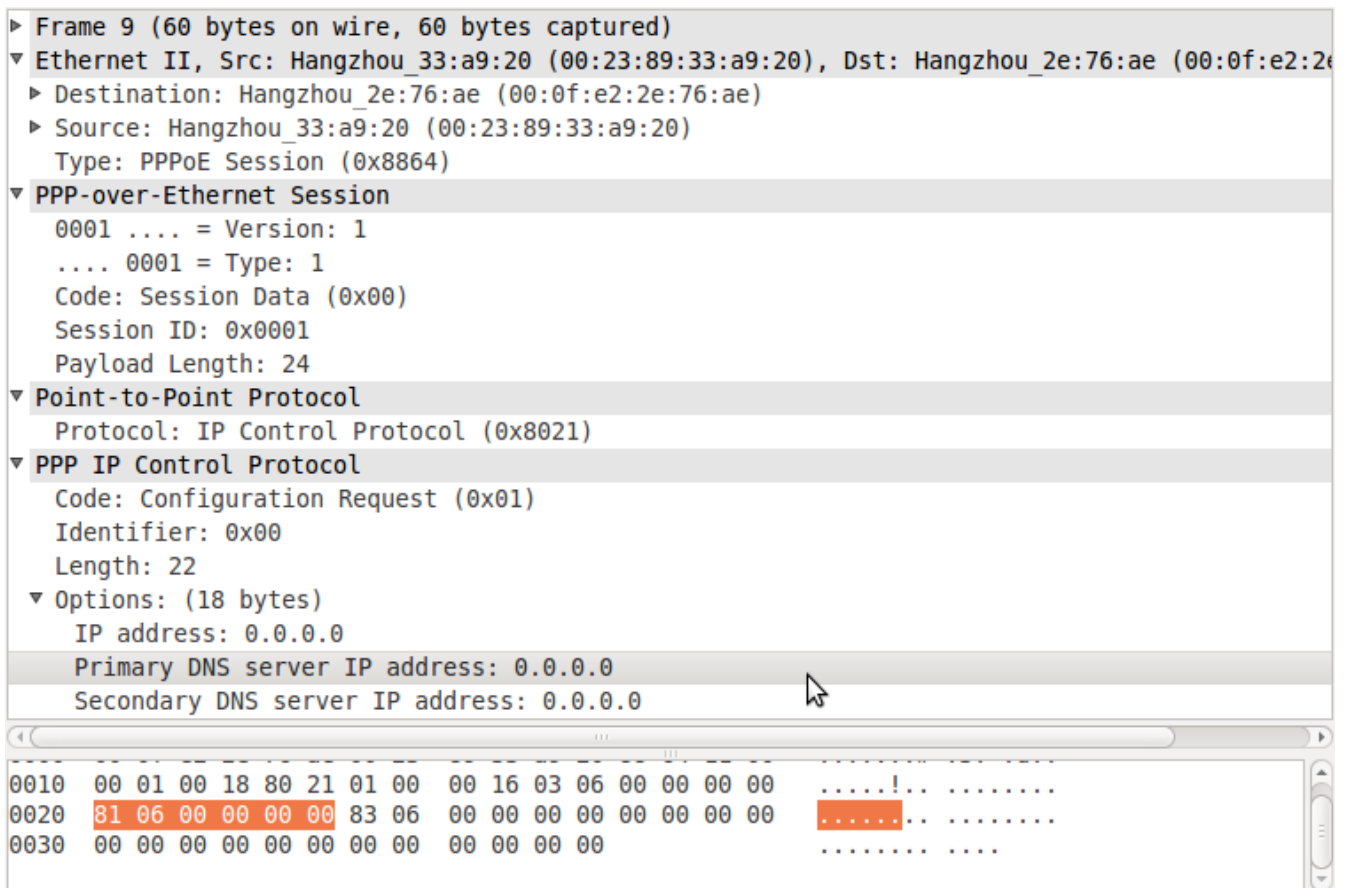 Frame 9 (60 bytes on wire, 60 bytes captured)
Ethernet II, Src: Hangzhou_33:a9:20 (00:23:89:33:a9:20), Dst: Hangzhou_2e:76:ae (00:0f:e2:2e
Destination: Hangzhou_2e:76:ae (00:0f:e2:2e:76:ae)
Source: Hangzhou_33:a9:20 (00:23:89:33:a9:20)
Type: PPPoE Session (0x8864)
PPP-over-Ethernet Session
0001 .... = Version: 1
.... 0001 = Type: 1
Code: Session Data (0x00)
Session ID: 0x0001
Payload Length: 24
Point-to-Point Protocol
Protocol: IP Control Protocol (0x8021)
PPP IP Control Protocol
Code: Configuration Request (0x01)
Identifier: 0x00
Length: 22
Options: (18 bytes)
IP address: 0.0.0.0
Primary DNS server IP address: 0.0.0.0
Secondary DNS server IP address: 0.0.0.0
0010 00 01 00 18 80 21 01 00 00 16 03 06 00 00 00 00 .....!.. ........
0020 81 06 00 00 00 00 83 06 00 00 00 00 00 00 00 00 ........ ........
0030 00 00 00 00 00 00 00 00 00 00 00 00 ........ ....